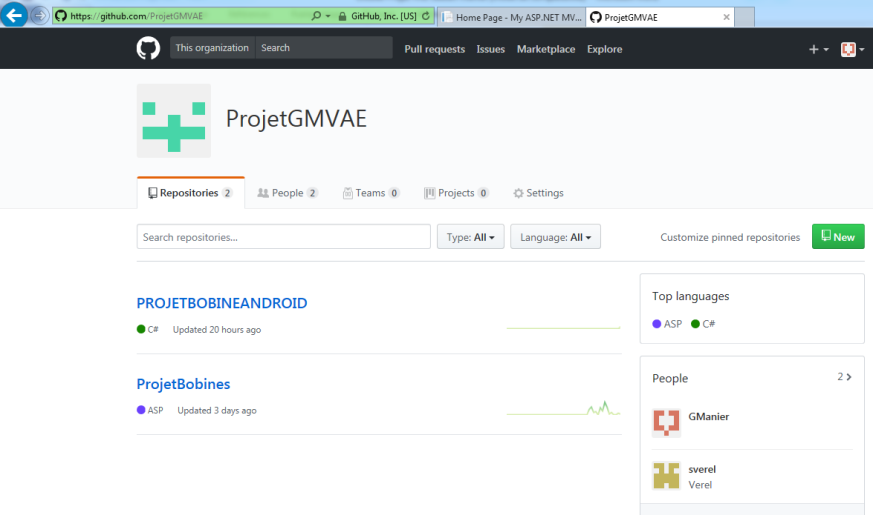 https://github.com/ProjetGMVAE GitHub, Inc. [US] Home Page - My ASP.NET MV... ProjetGMVAE
This organization Search Pull requests Issues Marketplace Explore
ProjetGMVAE
Repositories 2 People 2 Teams 0 Projects 0 Settings
Search repositories... Type: All Language: All Customize pinned repositories New
PROJETBOBINEANDROID
C# Updated 20 hours ago
ProjetBobines
ASP Updated 3 days ago
Top languages
ASP C#
People 2
GManier
sverel
Verel